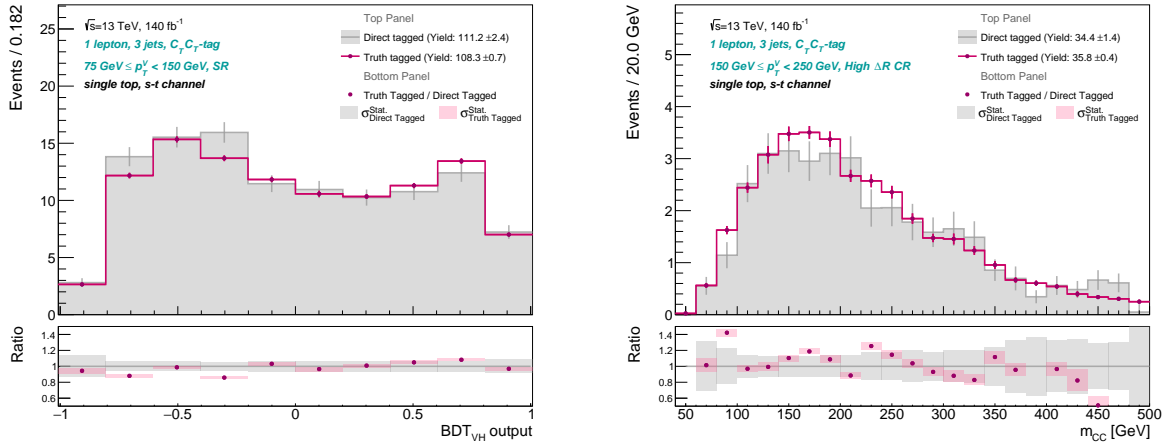 Events / 0.182
√s=13 TeV, 140 fb⁻¹
1 lepton, 3 jets, C_T C_T-tag
75 GeV ≤ p_T^V < 150 GeV, SR
single top, s-t channel
Top Panel
Direct tagged (Yield: 111.2 ±2.4)
Truth tagged (Yield: 108.3 ±0.7)
Bottom Panel
Truth Tagged / Direct Tagged
σ^Stat._Direct Tagged σ^Stat._Truth Tagged
25
20
15
10
5
0
Ratio
1.4
1.2
1
0.8
0.6
−1 −0.5 0 0.5 1
BDT_VH output
Events / 20.0 GeV
√s=13 TeV, 140 fb⁻¹
1 lepton, 3 jets, C_T C_T-tag
150 GeV ≤ p_T^V < 250 GeV, High ΔR CR
single top, s-t channel
Top Panel
Direct tagged (Yield: 34.4 ±1.4)
Truth tagged (Yield: 35.8 ±0.4)
Bottom Panel
Truth Tagged / Direct Tagged
σ^Stat._Direct Tagged σ^Stat._Truth Tagged
5
4
3
2
1
0
Ratio
1.4
1.2
1
0.8
0.6
50 100 150 200 250 300 350 400 450 500
m_CC [GeV]